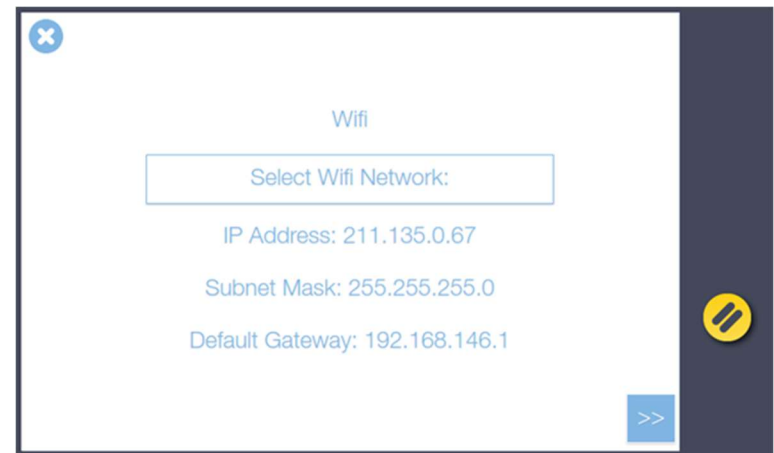 Wifi
Select Wifi Network:
IP Address: 211.135.0.67
Subnet Mask: 255.255.255.0
Default Gateway: 192.168.146.1
>>